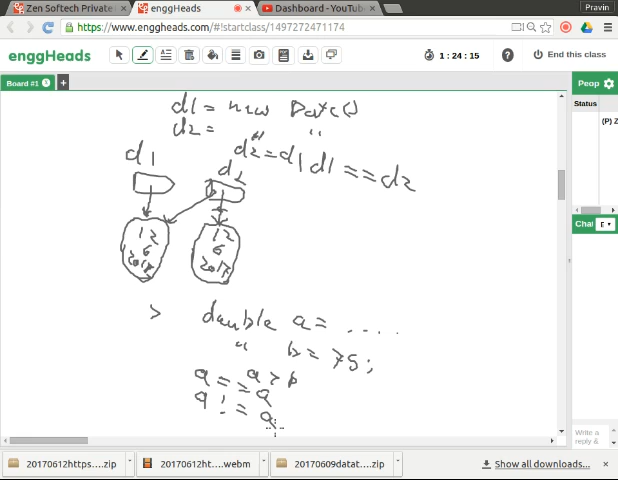 Zen Softech Private
enggHeads
Dashboard - YouTube
Pravin
https://www.enggheads.com/#!startclass/1497272471174
enggHeads
1 : 24 : 15
End this class
Board #1
Peop
Status
(P) Z
Chat
E
d1 = new Date()
d2 = "
d2 = d1 d1 == d2
d1
d2
12 12
6 6
2017 2017
>
double a = ....
" b = 75;
a > b
a == a
a != a
Write a
reply &
20170612https....zip
20170612ht....webm
20170609datat....zip
Show all downloads...